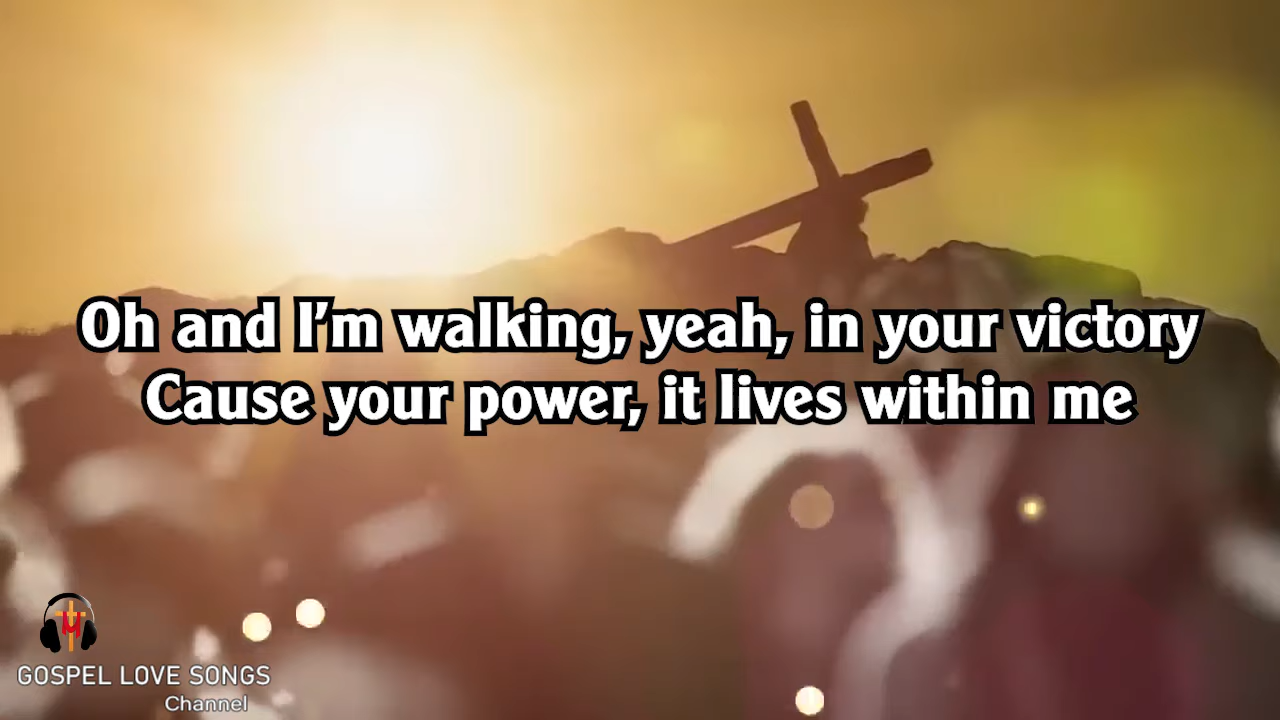 Oh and I'm walking, yeah, in your victory
Cause your power, it lives within me
GOSPEL LOVE SONGS
Channel